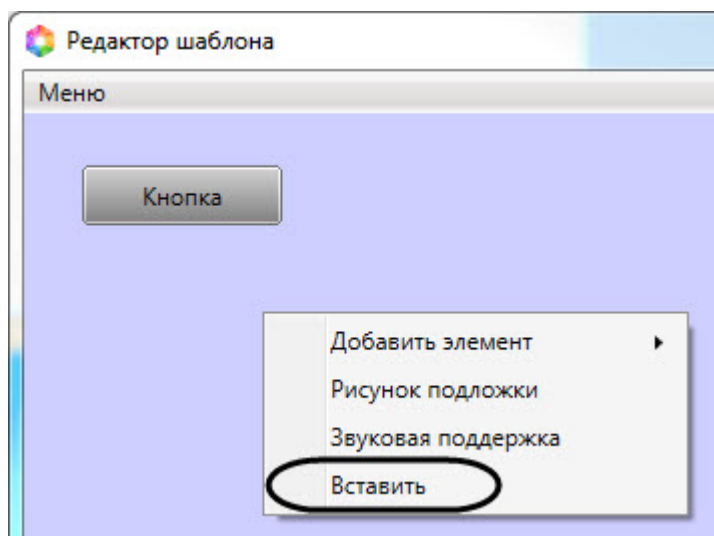 Редактор шаблона
Меню
Кнопка
Добавить элемент
Рисунок подложки
Звуковая поддержка
Вставить